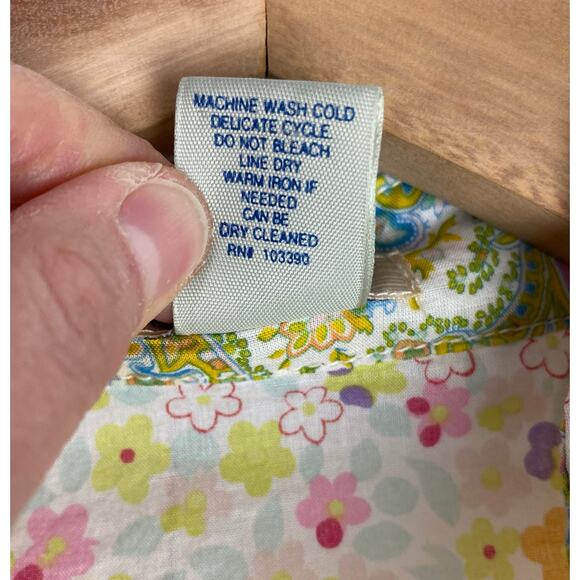 MACHINE WASH COLD
DELICATE CYCLE
DO NOT BLEACH
LINE DRY
WARM IRON IF
NEEDED
CAN BE
DRY CLEANED
RN# 103390